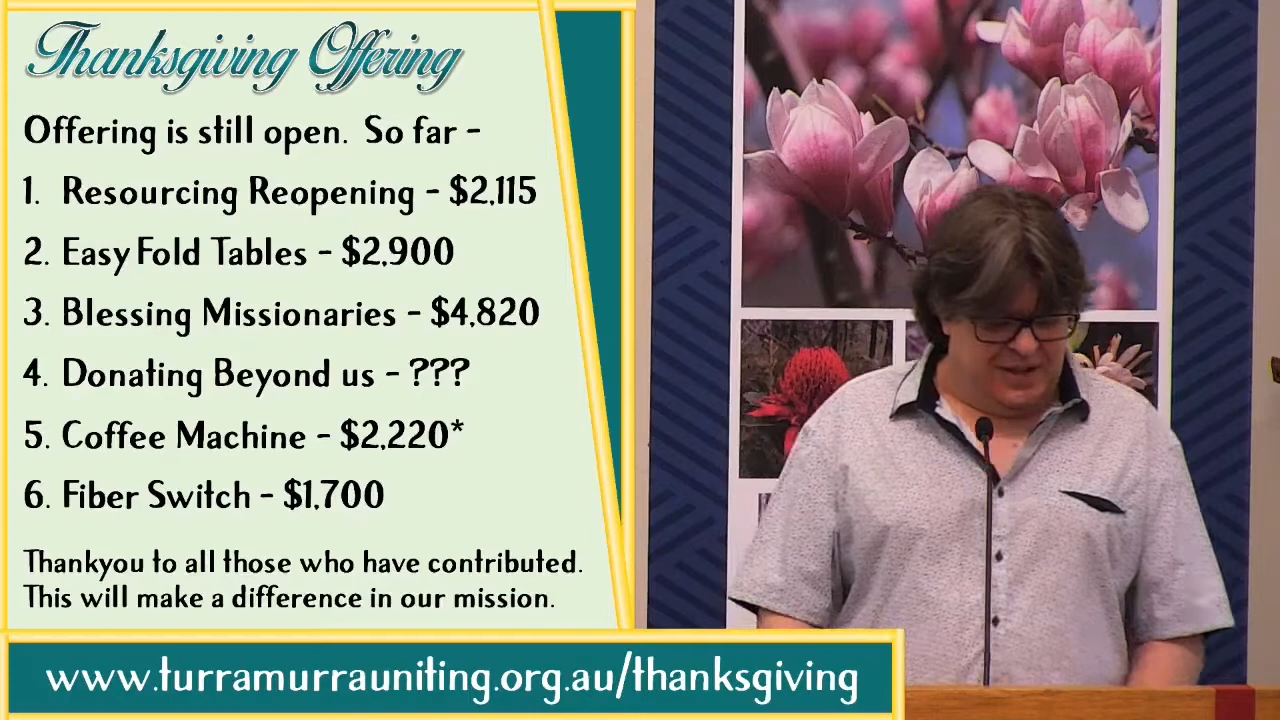 Thanksgiving Offering
Offering is still open. So far -
1. Resourcing Reopening - $2,115
2. Easy Fold Tables - $2,900
3. Blessing Missionaries - $4,820
4. Donating Beyond us - ???
5. Coffee Machine - $2,220*
6. Fiber Switch - $1,700
Thankyou to all those who have contributed.
This will make a difference in our mission.
www.turramurrauniting.org.au/thanksgiving